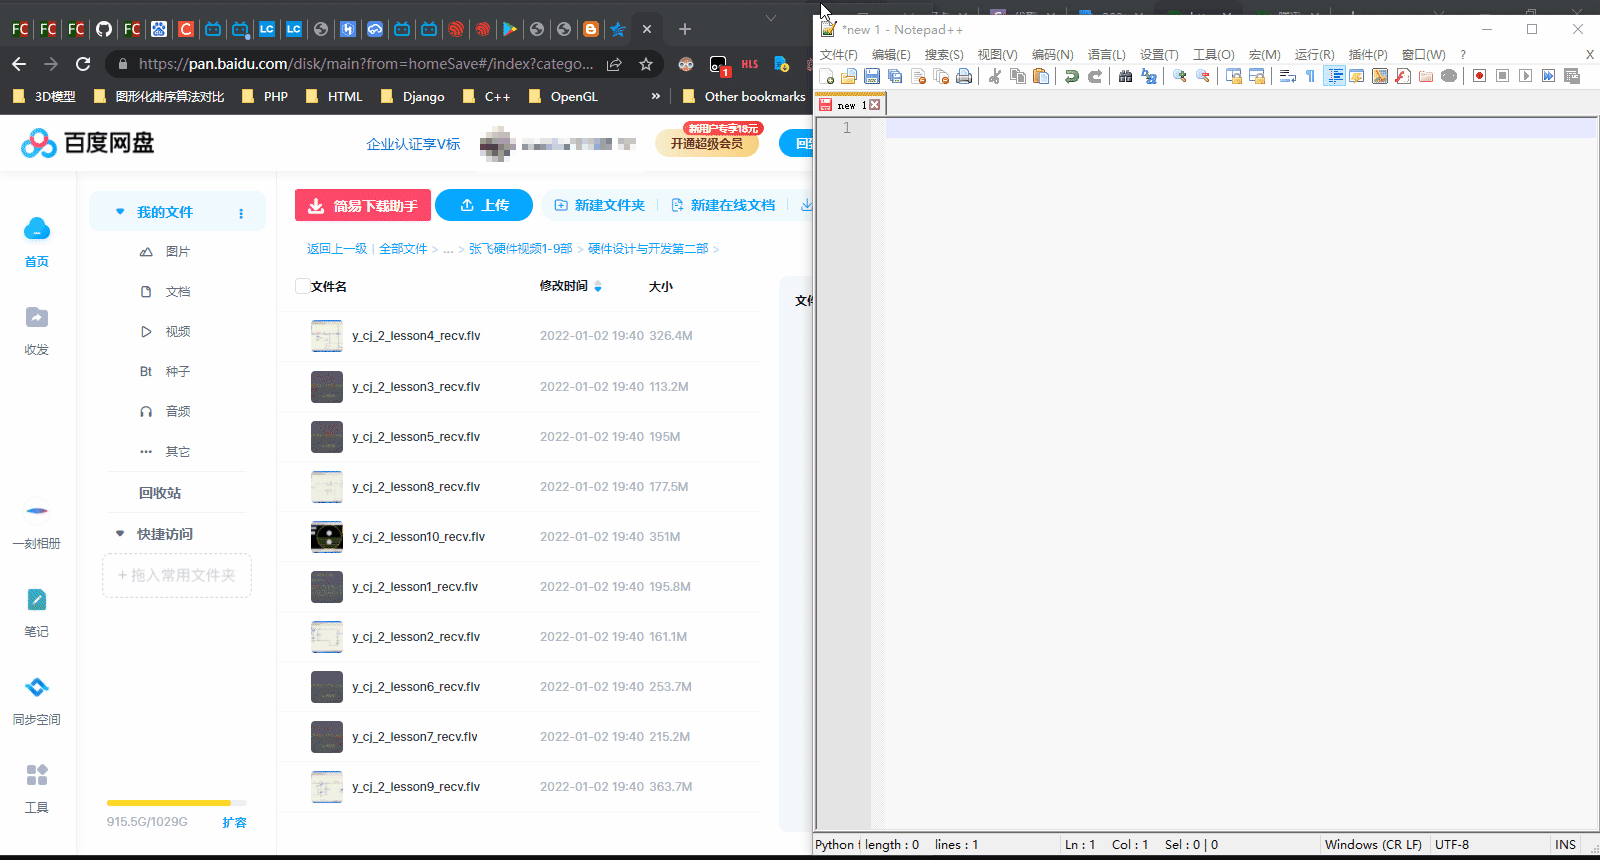 https://pan.baidu.com/disk/main?from=homeSave#/index?catego...
HLS
1
3D模型
图形化排序算法对比
PHP
HTML
Django
C++
OpenGL
»
Other bookmarks
百度网盘
企业认证享V标
新用户专享18元
开通超级会员
首页
收发
一刻相册
笔记
同步空间
工具
我的文件
图片
文档
视频
Bt 种子
音频
其它
回收站
快捷访问
+ 拖入常用文件夹
915.5G/1029G 扩容
简易下载助手
上传
新建文件夹
新建在线文档
返回上一级 | 全部文件 > ... > 张飞硬件视频1-9部 > 硬件设计与开发第二部 >
文件名 修改时间 大小
y_cj_2_lesson4_recv.flv 2022-01-02 19:40 326.4M
y_cj_2_lesson3_recv.flv 2022-01-02 19:40 113.2M
y_cj_2_lesson5_recv.flv 2022-01-02 19:40 195M
y_cj_2_lesson8_recv.flv 2022-01-02 19:40 177.5M
y_cj_2_lesson10_recv.flv 2022-01-02 19:40 351M
y_cj_2_lesson1_recv.flv 2022-01-02 19:40 195.8M
y_cj_2_lesson2_recv.flv 2022-01-02 19:40 161.1M
y_cj_2_lesson6_recv.flv 2022-01-02 19:40 253.7M
y_cj_2_lesson7_recv.flv 2022-01-02 19:40 215.2M
y_cj_2_lesson9_recv.flv 2022-01-02 19:40 363.7M
*new 1 - Notepad++
文件(F) 编辑(E) 搜索(S) 视图(V) 编码(N) 语言(L) 设置(T) 工具(O) 宏(M) 运行(R) 插件(P) 窗口(W) ? X
new 1
1
Python f length : 0 lines : 1 Ln : 1 Col : 1 Sel : 0 | 0 Windows (CR LF) UTF-8 INS